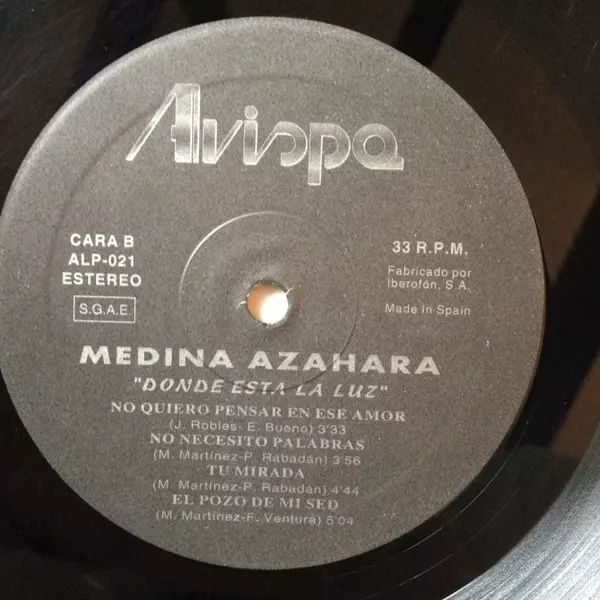 Avispa
CARA B
ALP-021
ESTEREO
S.G.A.E.
33 R.P.M.
Fabricado por
Iberofón, S.A.
Made in Spain
MEDINA AZAHARA
"DONDE ESTA LA LUZ"
NO QUIERO PENSAR EN ESE AMOR
(J. Robles- E. Bueno) 3'33
NO NECESITO PALABRAS
(M. Martínez-P. Rabadán) 3'56
TU MIRADA
(M. Martínez-P. Rabadán) 4'44
EL POZO DE MI SED
(M. Martínez-F. Ventura) 5'04